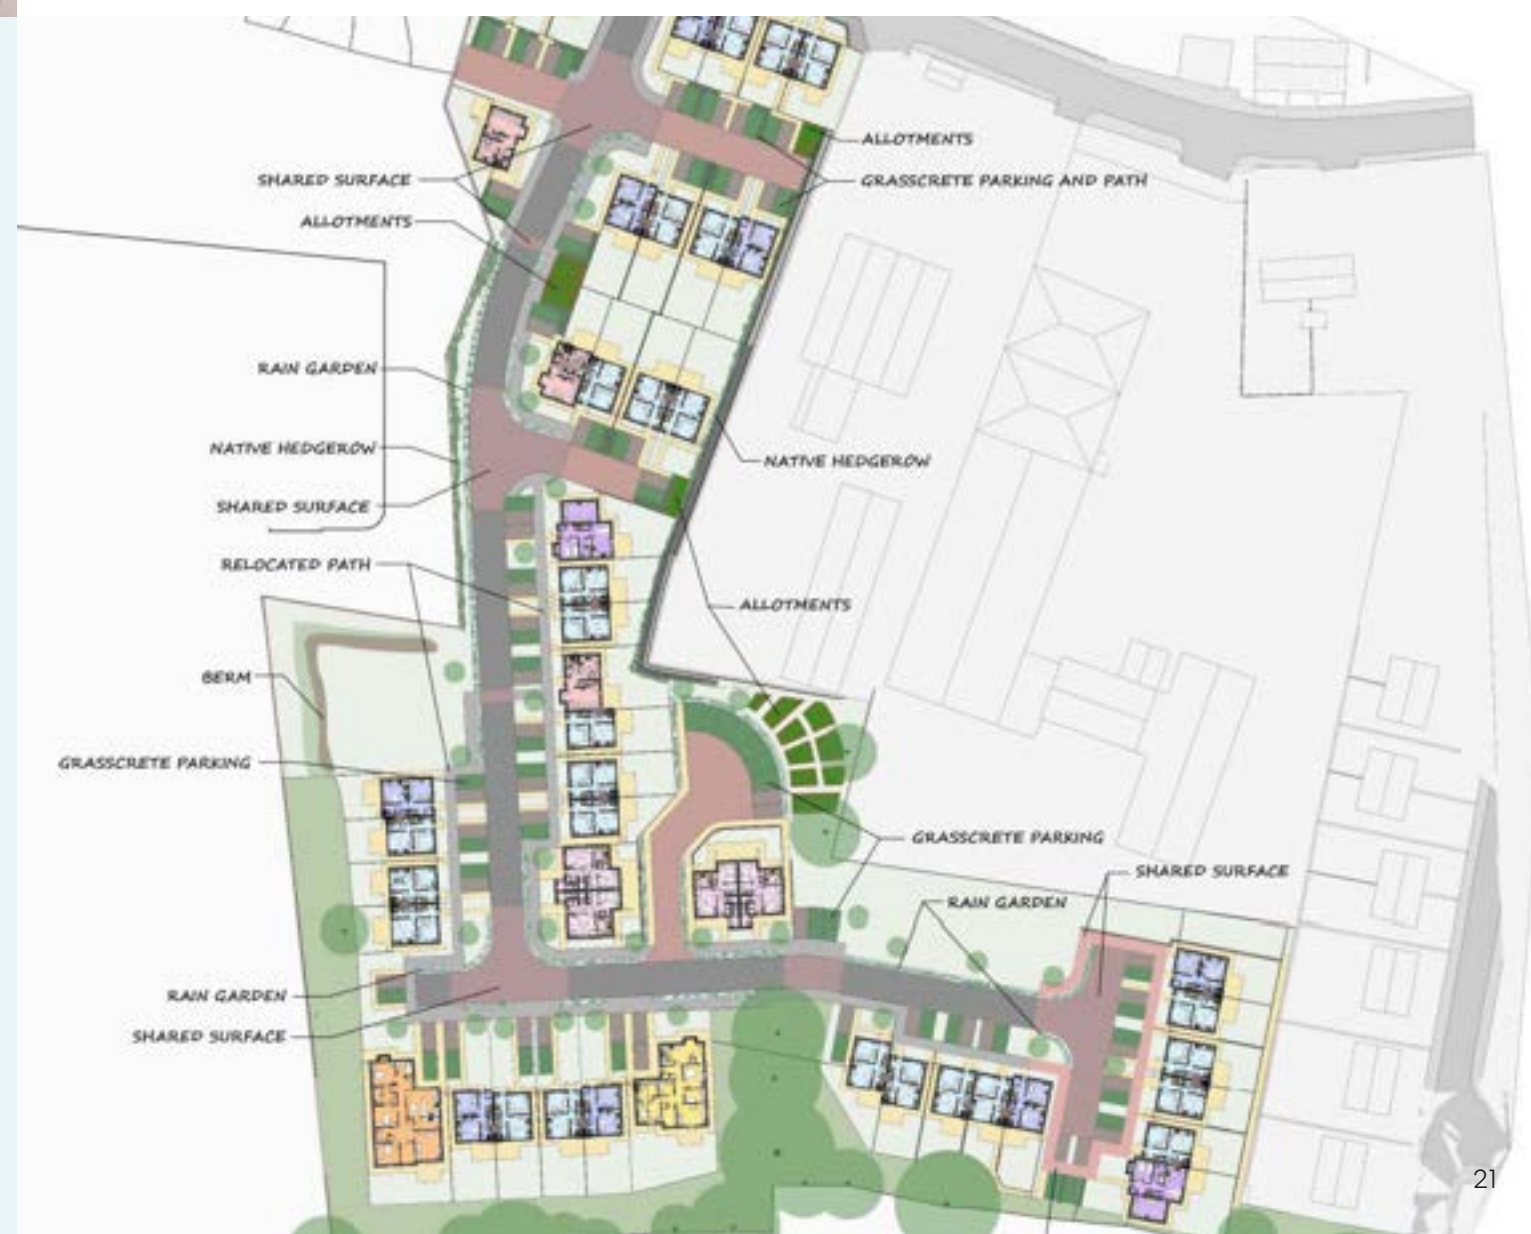 ALLOTMENTS
SHARED SURFACE
GRASSCRETE PARKING AND PATH
ALLOTMENTS
RAIN GARDEN
NATIVE HEDGEROW
NATIVE HEDGEROW
SHARED SURFACE
RELOCATED PATH
ALLOTMENTS
BERM
GRASSCRETE PARKING
GRASSCRETE PARKING
SHARED SURFACE
RAIN GARDEN
RAIN GARDEN
SHARED SURFACE
21